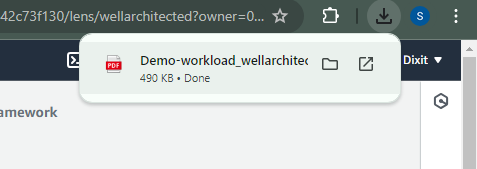 42c73f130/lens/wellarchitected?owner=0...
S
Demo-workload_wellarchitec
PDF
490 KB • Done
Dixit
amework